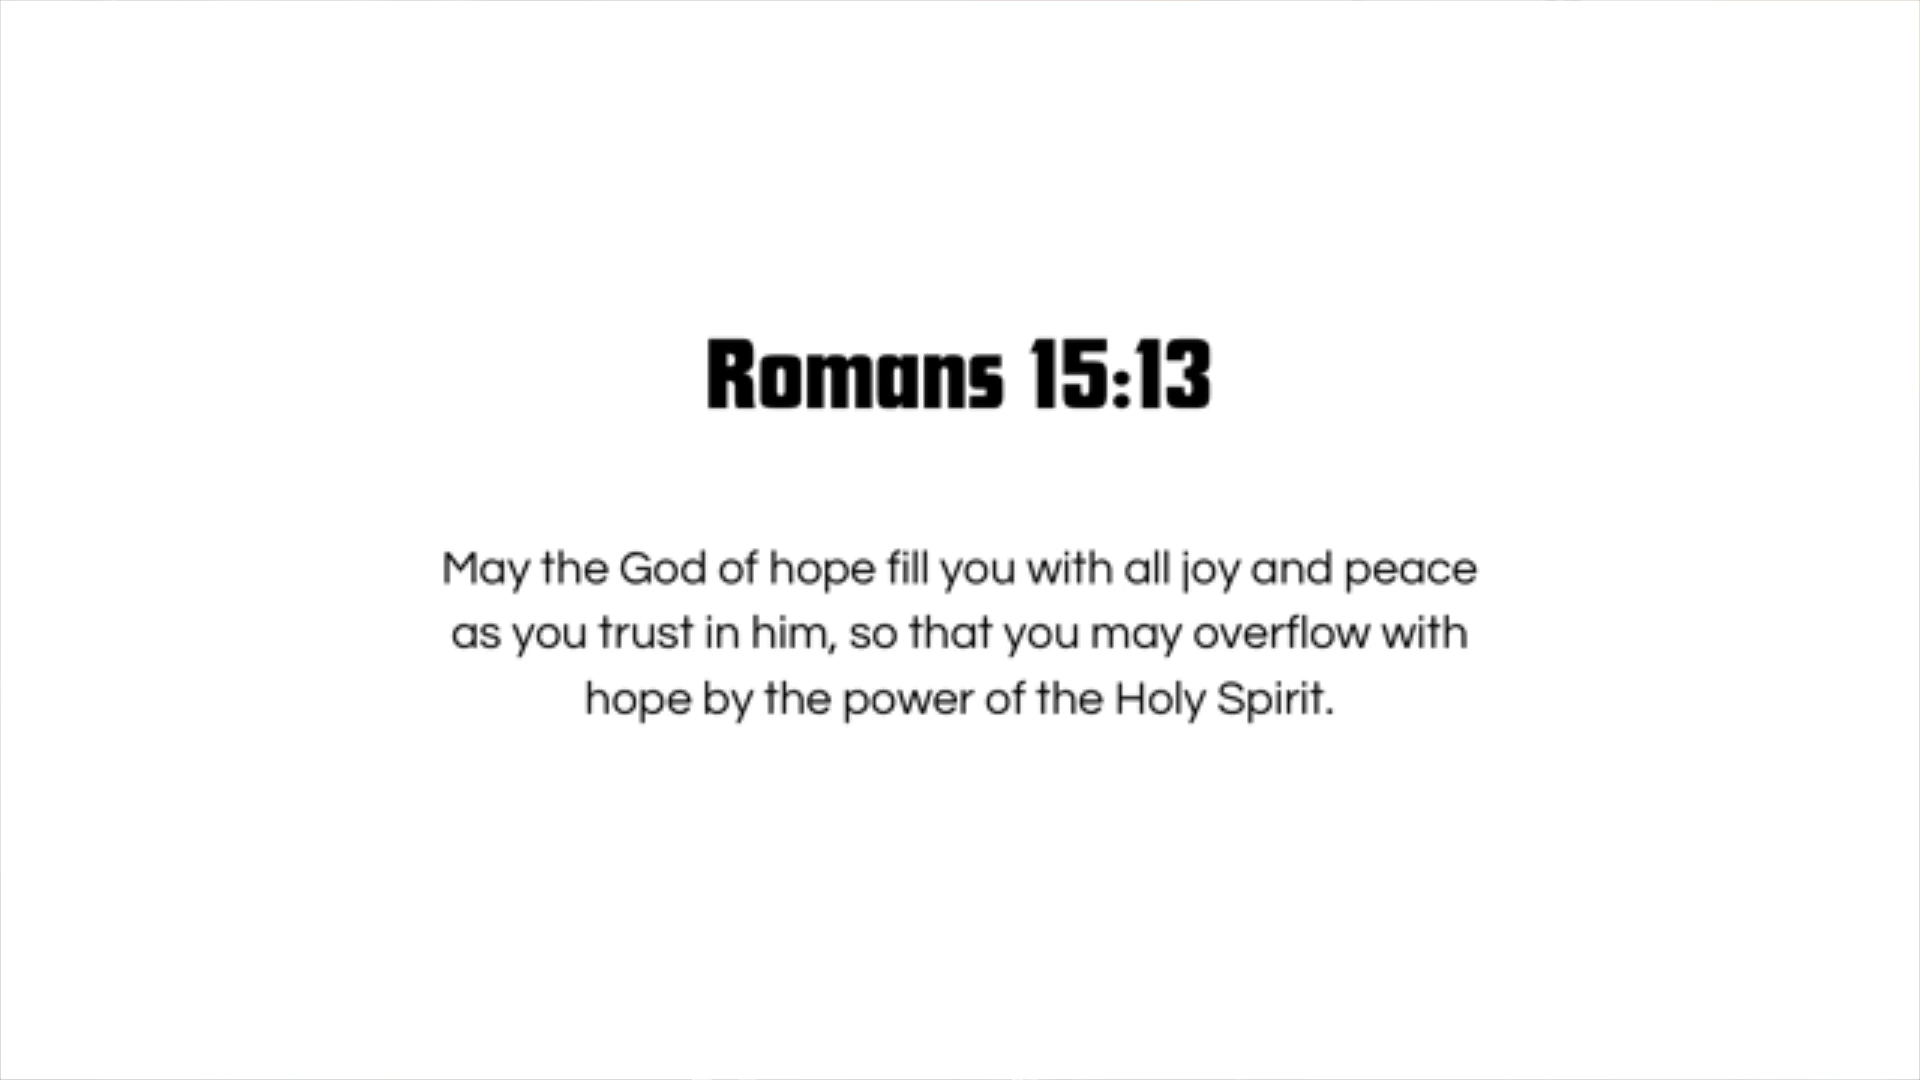 Romans 15:13
May the God of hope fill you with all joy and peace
as you trust in him, so that you may overflow with
hope by the power of the Holy Spirit.